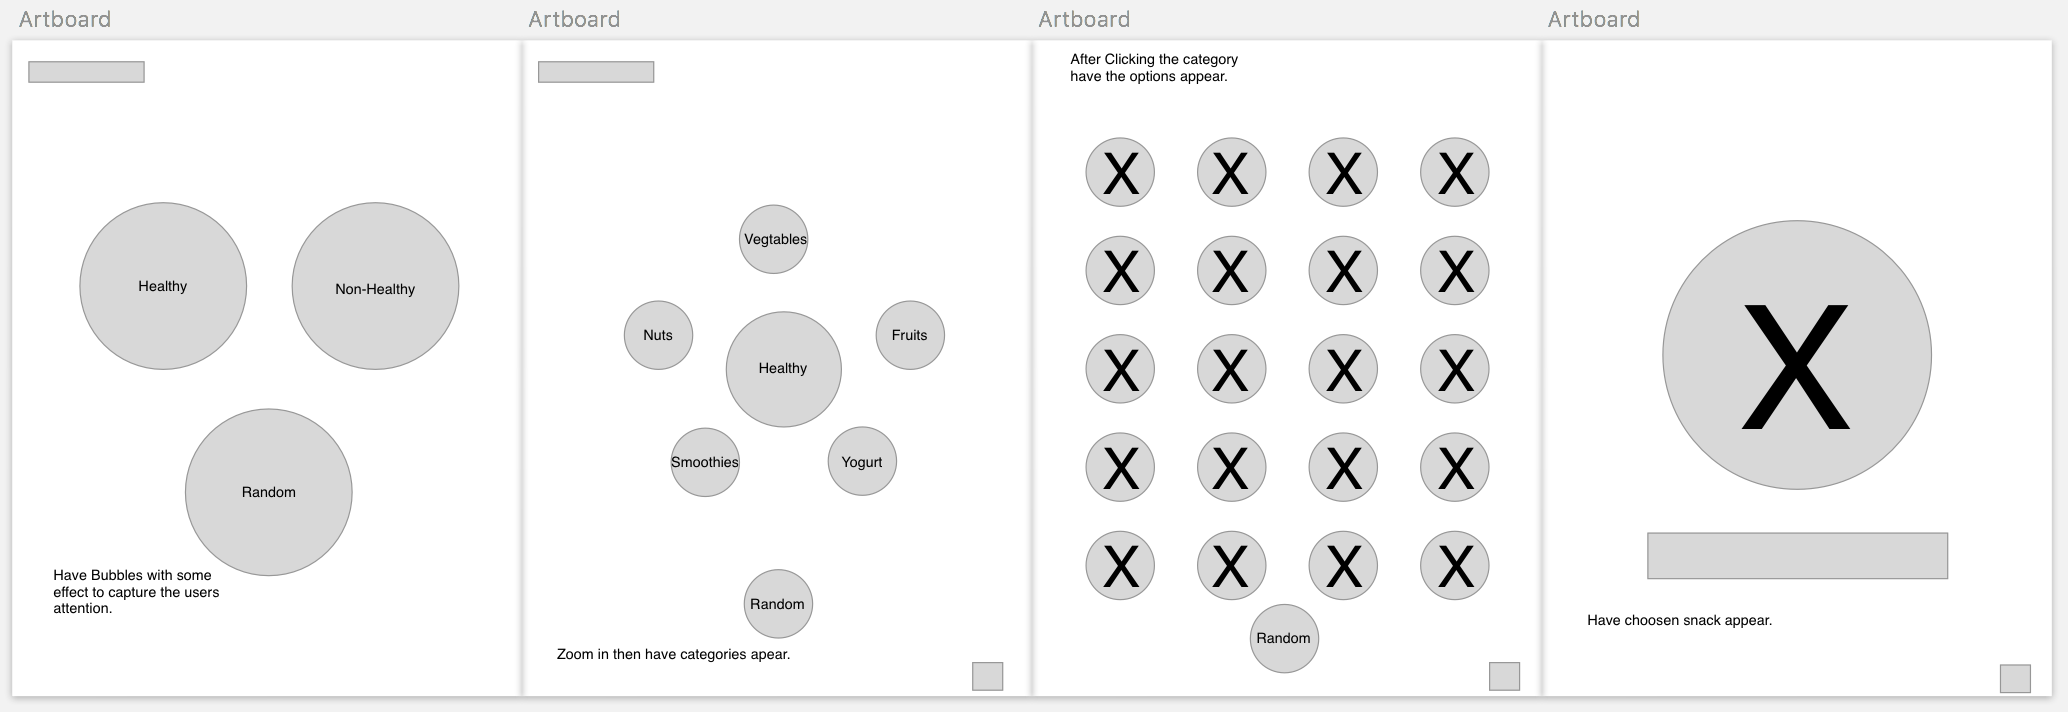 Artboard
Artboard
Artboard
Artboard
Healthy
Non-Healthy
Random
Have Bubbles with some
effect to capture the users
attention.
Vegtables
Nuts
Fruits
Healthy
Smoothies
Yogurt
Random
Zoom in then have categories apear.
After Clicking the category
have the options appear.
X X X X
X X X X
X X X X
X X X X
X X X X
Random
X
Have choosen snack appear.